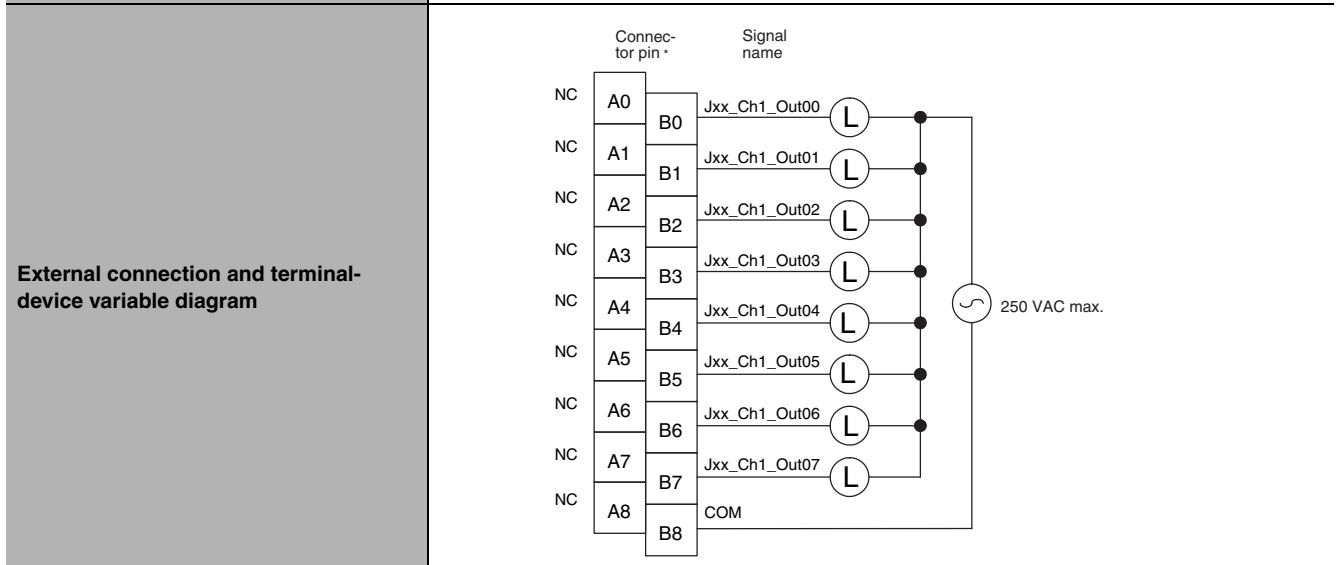 External connection and terminal-
device variable diagram
Connec-
tor pin *
Signal
name
NC A0
B0 Jxx_Ch1_Out00 L
NC A1
B1 Jxx_Ch1_Out01 L
NC A2
B2 Jxx_Ch1_Out02 L
NC A3
B3 Jxx_Ch1_Out03 L
NC A4
B4 Jxx_Ch1_Out04 L
250 VAC max.
NC A5
B5 Jxx_Ch1_Out05 L
NC A6
B6 Jxx_Ch1_Out06 L
NC A7
B7 Jxx_Ch1_Out07 L
NC A8
B8 COM